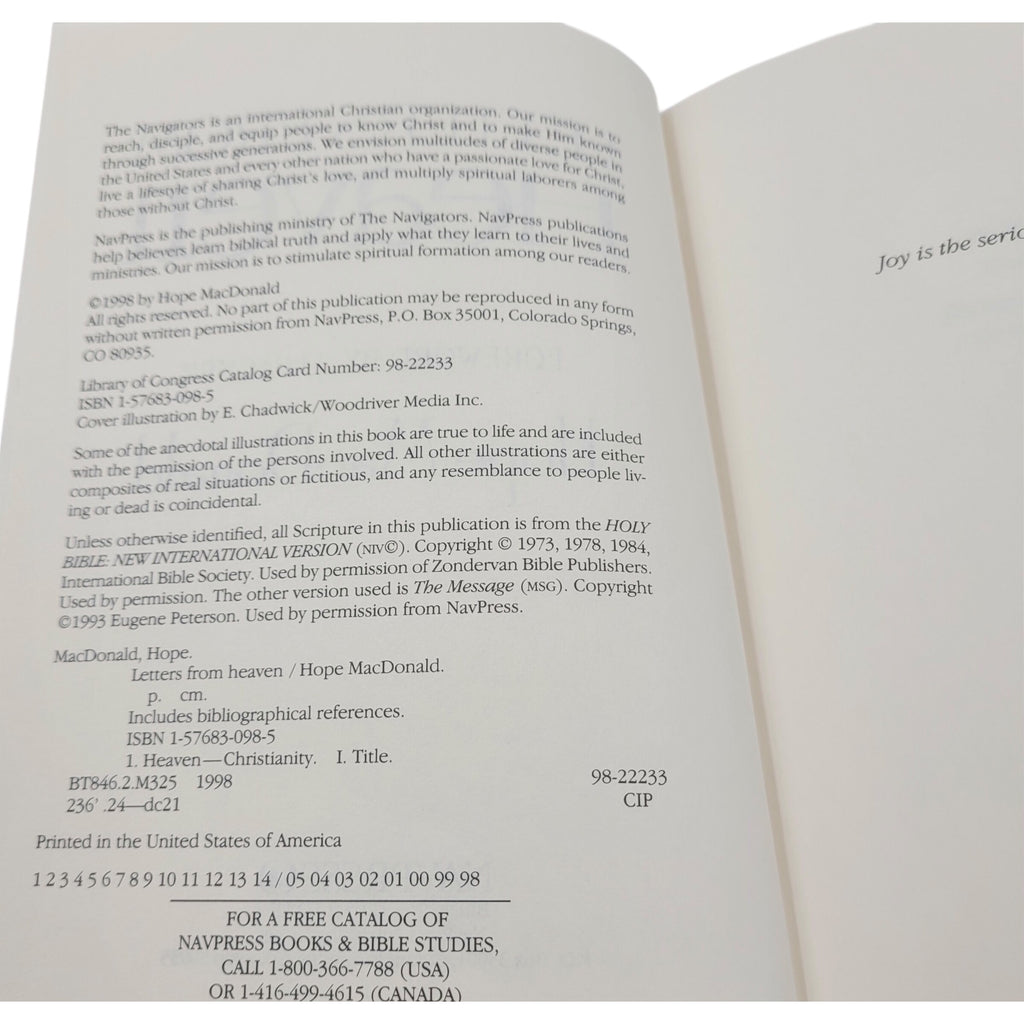 The Navigators is an international Christian organization. Our mission is to
reach, disciple, and equip people to know Christ and to make Him known
through successive generations. We envision multitudes of diverse people in
the United States and every other nation who have a passionate love for Christ,
live a lifestyle of sharing Christ's love, and multiply spiritual laborers among
those without Christ.
NavPress is the publishing ministry of The Navigators. NavPress publications
help believers learn biblical truth and apply what they learn to their lives and
ministries. Our mission is to stimulate spiritual formation among our readers.
©1998 by Hope MacDonald
All rights reserved. No part of this publication may be reproduced in any form
without written permission from NavPress, P.O. Box 35001, Colorado Springs,
CO 80935.
Library of Congress Catalog Card Number: 98-22233
ISBN 1-57683-098-5
Cover illustration by E. Chadwick/Woodriver Media Inc.
Some of the anecdotal illustrations in this book are true to life and are included
with the permission of the persons involved. All other illustrations are either
composites of real situations or fictitious, and any resemblance to people liv-
ing or dead is coincidental.
Unless otherwise identified, all Scripture in this publication is from the HOLY
BIBLE: NEW INTERNATIONAL VERSION (NIV©). Copyright © 1973, 1978, 1984,
International Bible Society. Used by permission of Zondervan Bible Publishers.
Used by permission. The other version used is The Message (MSG). Copyright
©1993 Eugene Peterson. Used by permission from NavPress.
MacDonald, Hope.
Letters from heaven / Hope MacDonald.
p. cm.
Includes bibliographical references.
ISBN 1-57683-098-5
1. Heaven—Christianity. I. Title.
BT846.2.M325 1998 98-22233
236' .24—dc21 CIP
Printed in the United States of America
1 2 3 4 5 6 7 8 9 10 11 12 13 14 / 05 04 03 02 01 00 99 98
FOR A FREE CATALOG OF
NAVPRESS BOOKS & BIBLE STUDIES,
CALL 1-800-366-7788 (USA)
OR 1-416-499-4615 (CANADA)
Joy is the